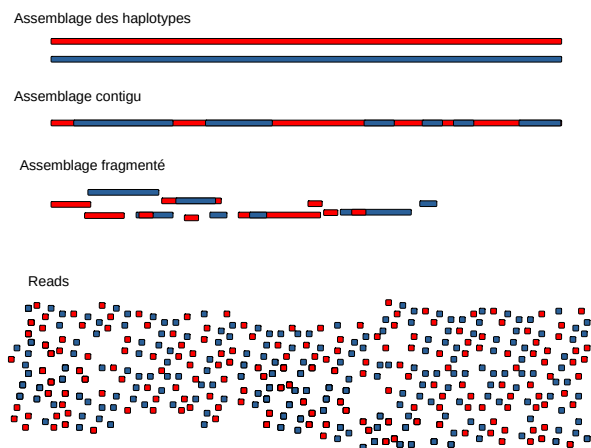 Assemblage des haplotypes
Assemblage contigu
Assemblage fragmenté
Reads